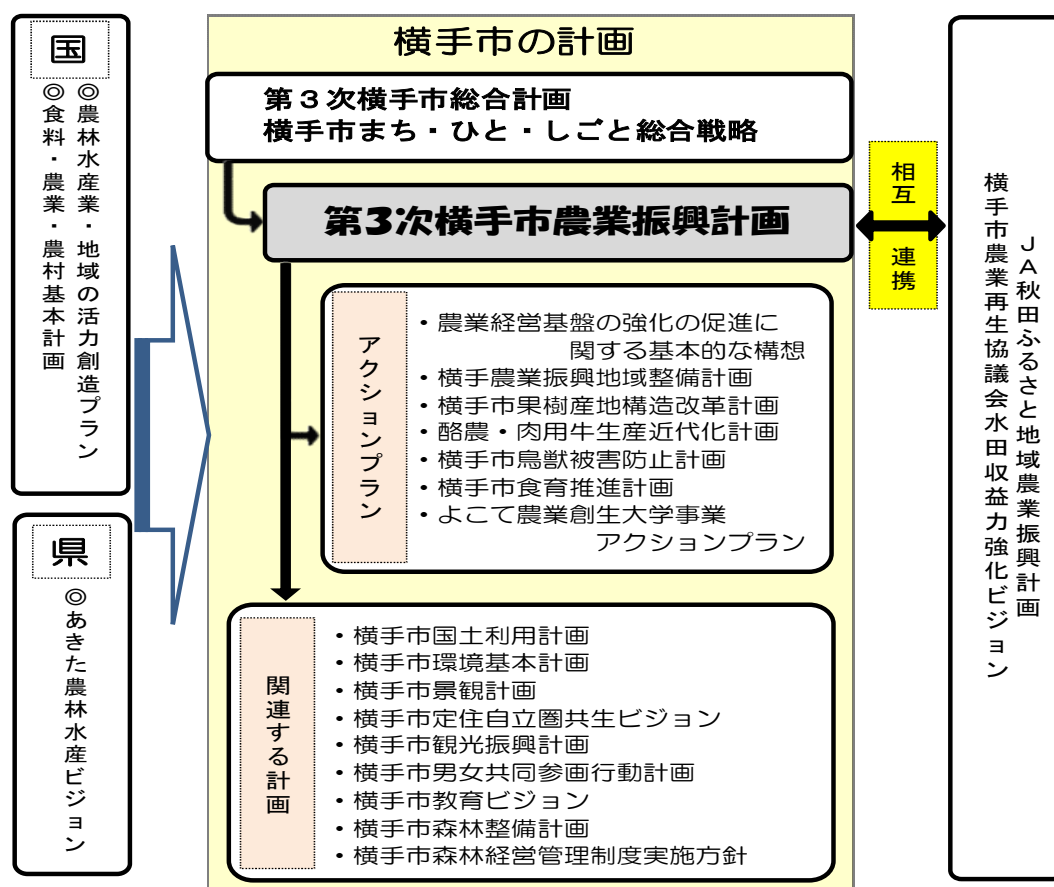 国
◎農林水産業・地域の活力創造プラン
◎食料・農業・農村基本計画
県
◎あきた農林水産ビジョン
横手市の計画
第３次横手市総合計画
横手市まち・ひと・しごと総合戦略
第3次横手市農業振興計画
アクションプラン
・農業経営基盤の強化の促進に
関する基本的な構想
・横手農業振興地域整備計画
・横手市果樹産地構造改革計画
・酪農・肉用牛生産近代化計画
・横手市鳥獣被害防止計画
・横手市食育推進計画
・よこて農業創生大学事業
アクションプラン
関連する計画
・横手市国土利用計画
・横手市環境基本計画
・横手市景観計画
・横手市定住自立圏共生ビジョン
・横手市観光振興計画
・横手市男女共同参画行動計画
・横手市教育ビジョン
・横手市森林整備計画
・横手市森林経営管理制度実施方針
相互
連携
ＪＡ秋田ふるさと地域農業振興計画
横手市農業再生協議会水田収益力強化ビジョン